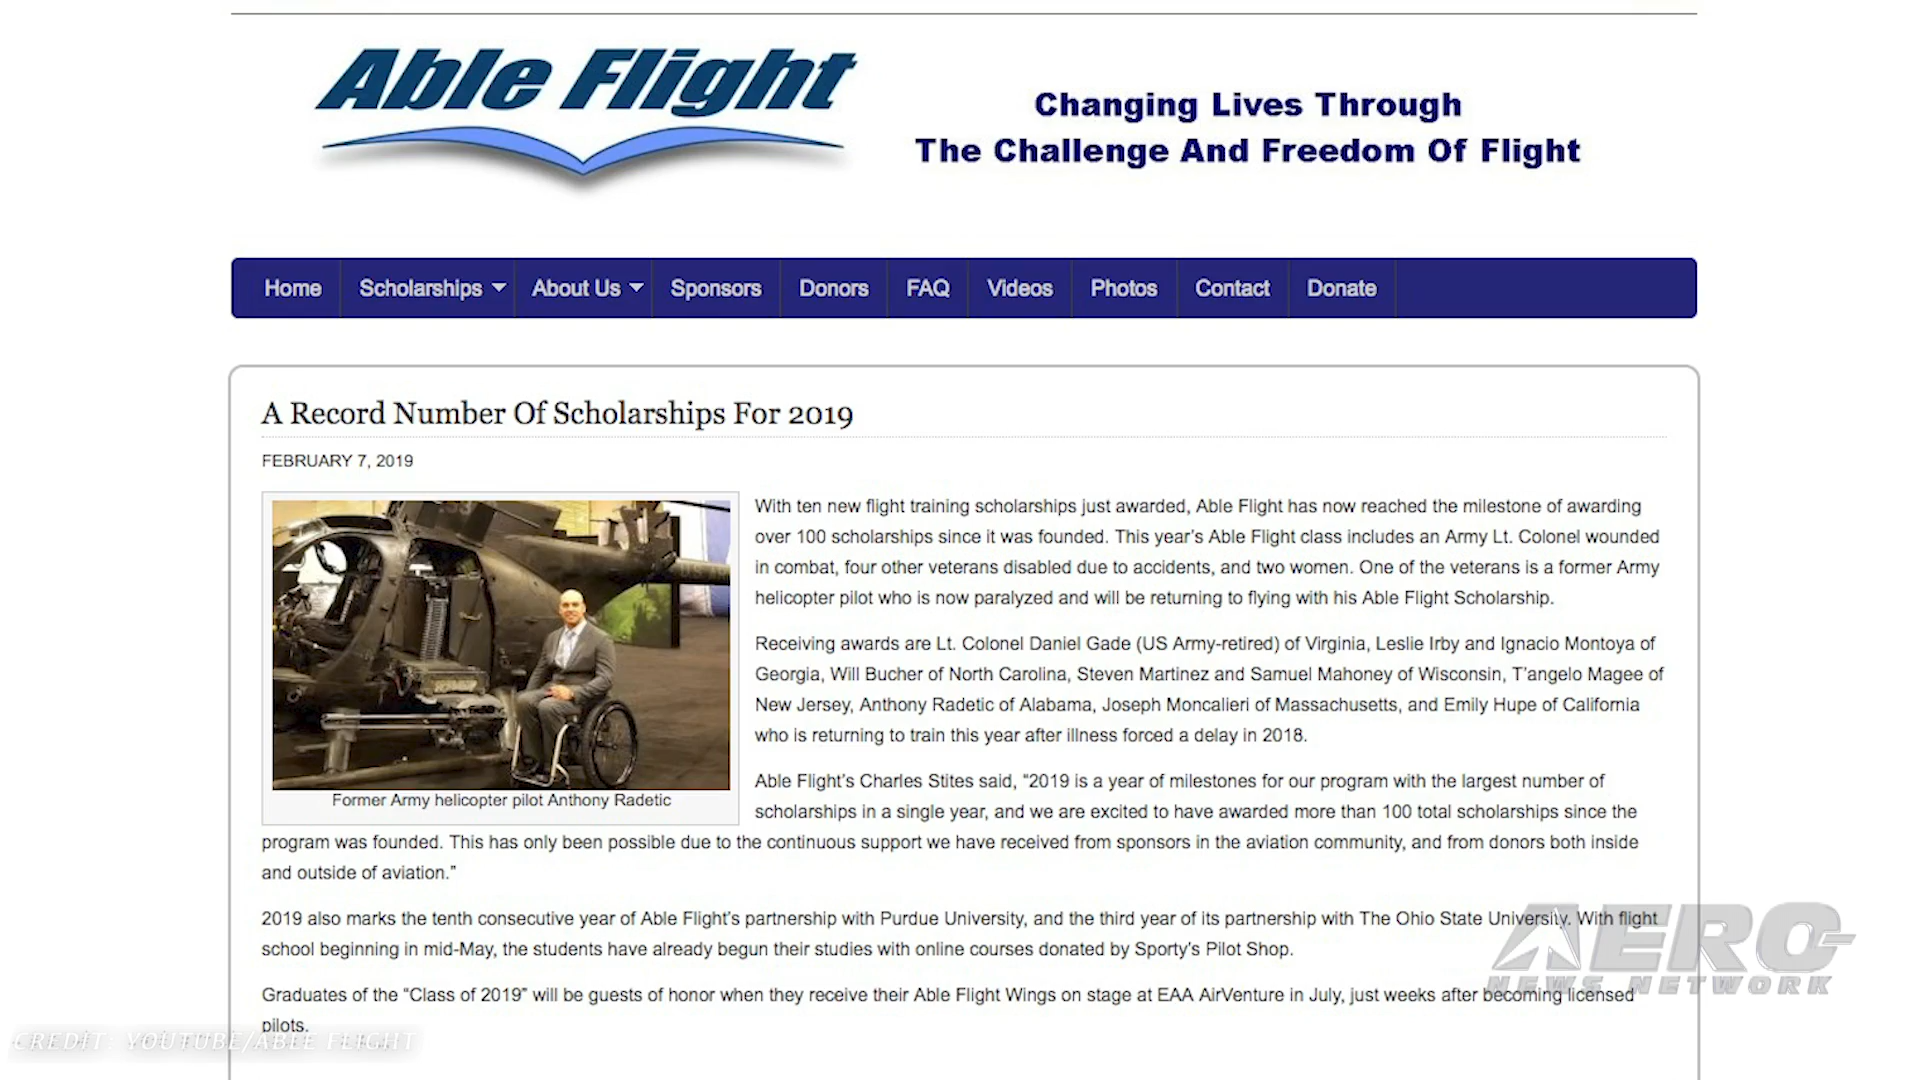 Able Flight
Changing Lives Through
The Challenge And Freedom Of Flight
Home Scholarships About Us Sponsors Donors FAQ Videos Photos Contact Donate
A Record Number Of Scholarships For 2019
FEBRUARY 7, 2019
With ten new flight training scholarships just awarded, Able Flight has now reached the milestone of awarding
over 100 scholarships since it was founded. This year’s Able Flight class includes an Army Lt. Colonel wounded
in combat, four other veterans disabled due to accidents, and two women. One of the veterans is a former Army
helicopter pilot who is now paralyzed and will be returning to flying with his Able Flight Scholarship.
Receiving awards are Lt. Colonel Daniel Gade (US Army-retired) of Virginia, Leslie Irby and Ignacio Montoya of
Georgia, Will Bucher of North Carolina, Steven Martinez and Samuel Mahoney of Wisconsin, T’angelo Magee of
New Jersey, Anthony Radetic of Alabama, Joseph Moncalieri of Massachusetts, and Emily Hupe of California
who is returning to train this year after illness forced a delay in 2018.
Former Army helicopter pilot Anthony Radetic
Able Flight’s Charles Stites said, “2019 is a year of milestones for our program with the largest number of
scholarships in a single year, and we are excited to have awarded more than 100 total scholarships since the
program was founded. This has only been possible due to the continuous support we have received from sponsors in the aviation community, and from donors both inside
and outside of aviation.”
2019 also marks the tenth consecutive year of Able Flight’s partnership with Purdue University, and the third year of its partnership with The Ohio State University. With flight
school beginning in mid-May, the students have already begun their studies with online courses donated by Sporty’s Pilot Shop.
Graduates of the “Class of 2019” will be guests of honor when they receive their Able Flight Wings on stage at EAA AirVenture in July, just weeks after becoming licensed
pilots.
AERO
NEWS NETWORK
CREDIT: YOUTUBE/ABLE FLIGHT